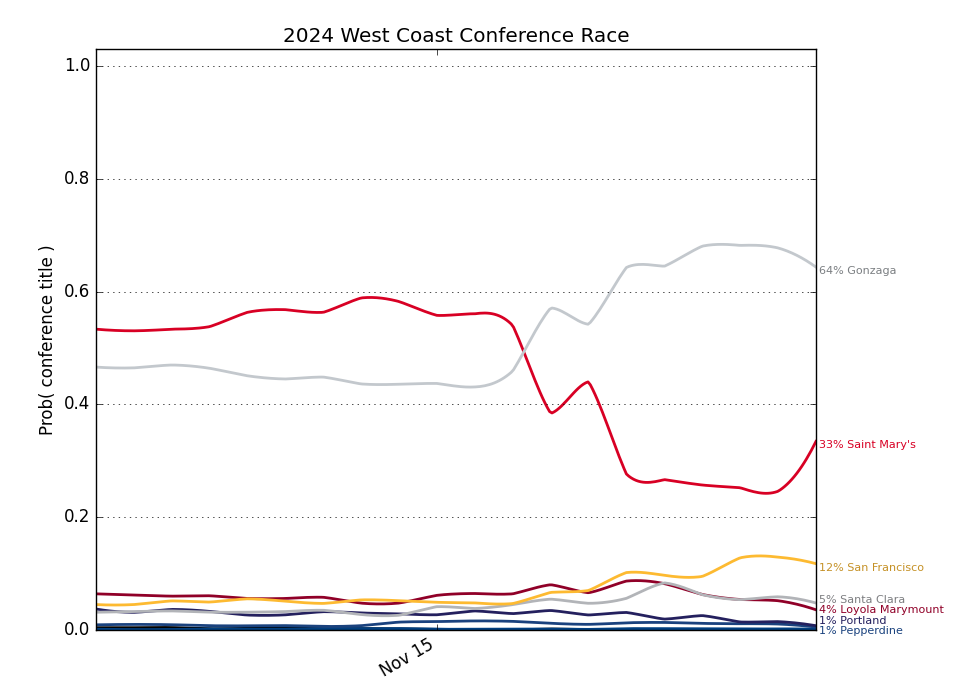 2024 West Coast Conference Race
1.0
0.8
0.6
0.4
0.2
0.0
Prob( conference title )
Nov 15
64% Gonzaga
33% Saint Mary's
12% San Francisco
5% Santa Clara
4% Loyola Marymount
1% Portland
1% Pepperdine